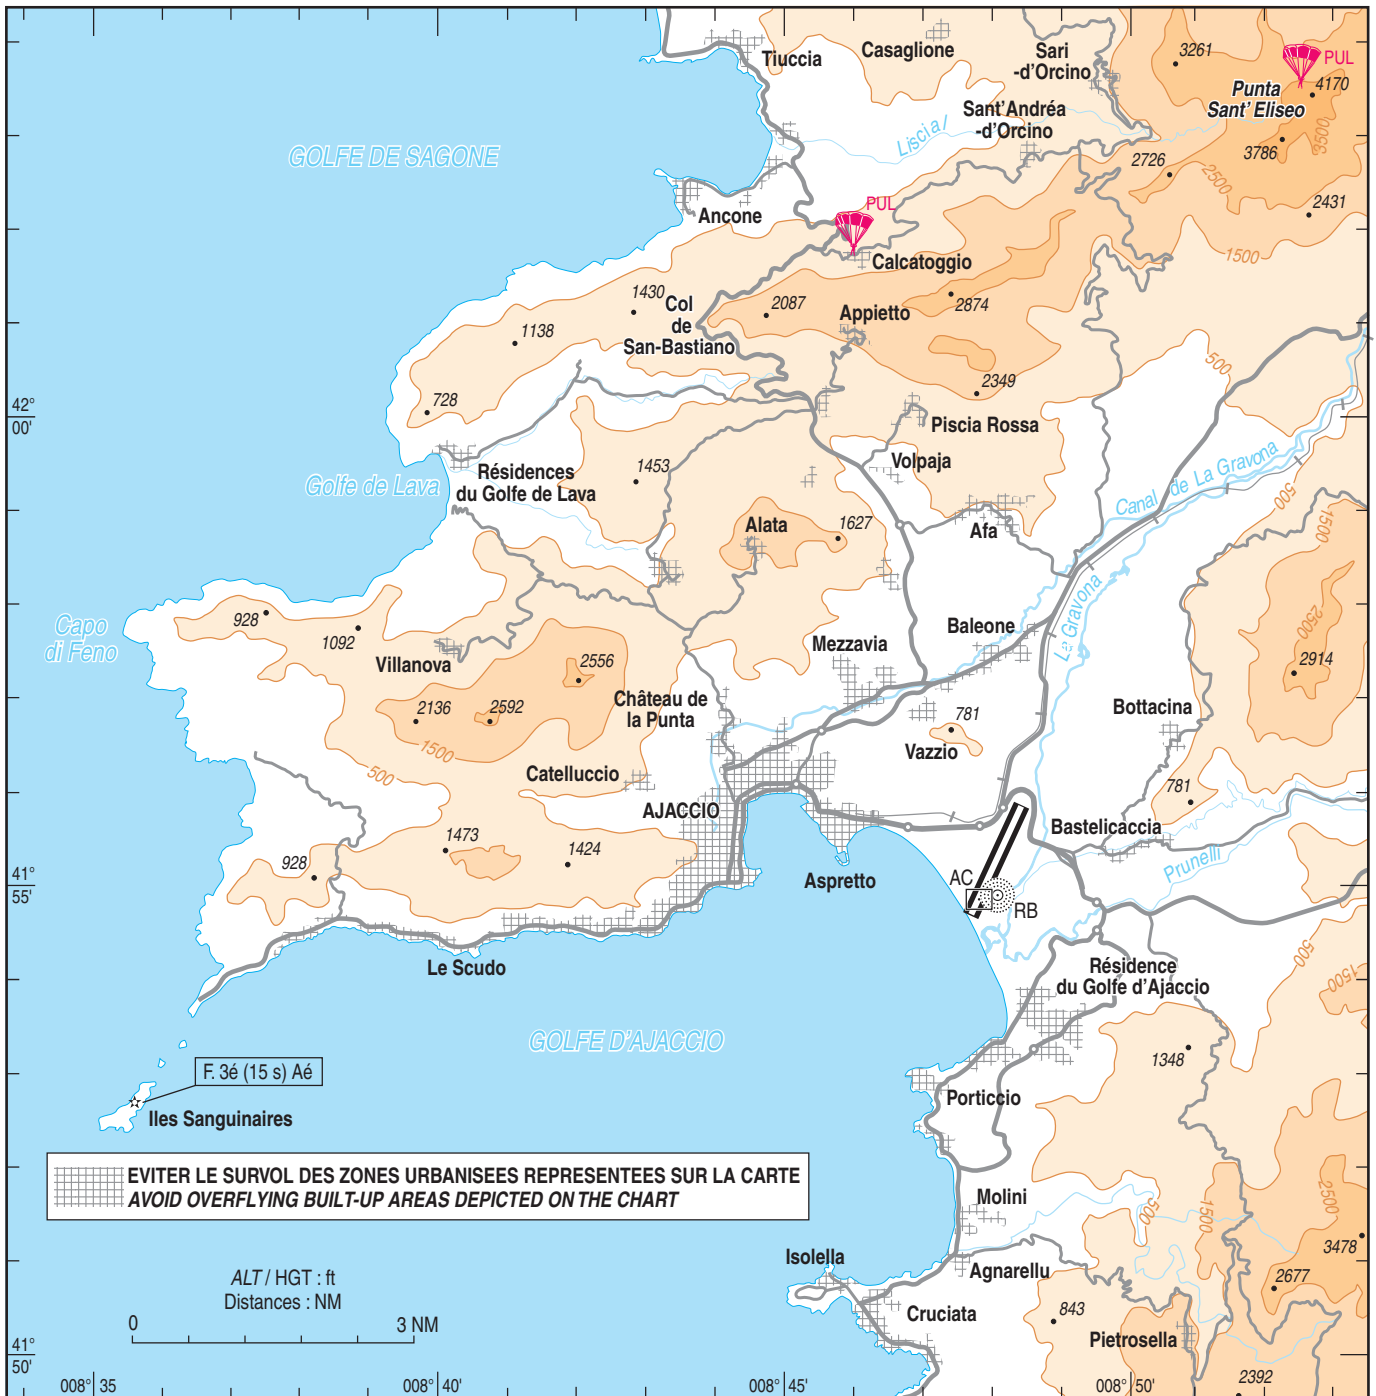 Tiuccia
Casaglione
Sari
-d'Orcino
3261
PUL
4170
Punta
Sant' Eliseo
Sant'Andréa
-d'Orcino
Liscia
3786
3500
GOLFE DE SAGONE
2726
2500
2431
PUL
Ancone
1500
Calcatoggio
1430
Col
de
San-Bastiano
2087
2874
Appietto
1138
2349
500
728
42°
00'
Piscia Rossa
Volpaja
Canal de La Gravona
Golfe de Lava
Résidences
du Golfe de Lava
1453
500
1500
Alata
1627
Afa
La Gravona
2500
928
1092
Capo
di Feno
Baleone
Mezzavia
Villanova
2556
2914
Château de
la Punta
2136
2592
781
Bottacina
1500
Vazzio
500
Catelluccio
781
AJACCIO
Bastelicaccia
1473
1424
928
Prunelli
41°
55'
Aspretto
AC
RB
500
1500
Le Scudo
Résidence
du Golfe d'Ajaccio
GOLFE D'AJACCIO
1348
F. 3é (15 s) Aé
Iles Sanguinaires
Porticcio
EVITER LE SURVOL DES ZONES URBANISEES REPRESENTEES SUR LA CARTE
AVOID OVERFLYING BUILT-UP AREAS DEPICTED ON THE CHART
Molini
500
1500
2500
3478
Isolella
Agnarellu
2677
ALT / HGT : ft
Distances : NM
0 3 NM
Cruciata
843
Pietrosella
41°
50'
2392
008° 35
008° 40'
008° 45'
008° 50'